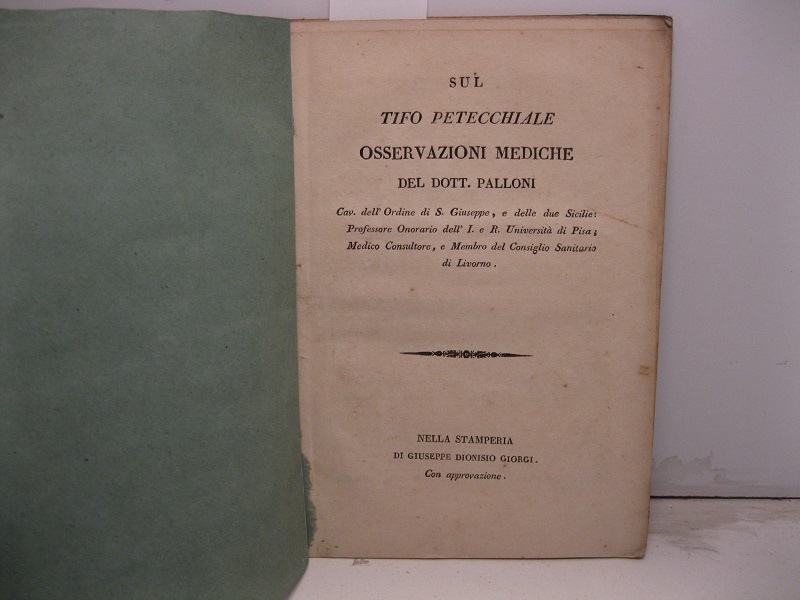 SUL
TIFO PETECCHIALE
OSSERVAZIONI MEDICHE
DEL DOTT. PALLONI
Cav. dell' Ordine di S. Giuseppe, e delle due Sicilie:
Professore Onorario dell' I. e R. Università di Pisa;
Medico Consultore, e Membro del Consiglio Sanitario
di Livorno.
NELLA STAMPERIA
DI GIUSEPPE DIONISIO GIORGI.
Con approvazione.